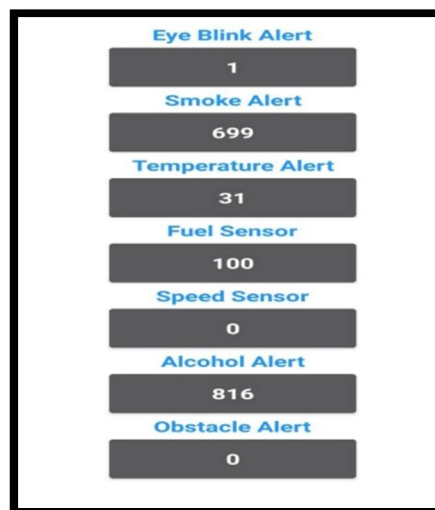 Eye Blink Alert
1
Smoke Alert
699
Temperature Alert
31
Fuel Sensor
100
Speed Sensor
0
Alcohol Alert
816
Obstacle Alert
0